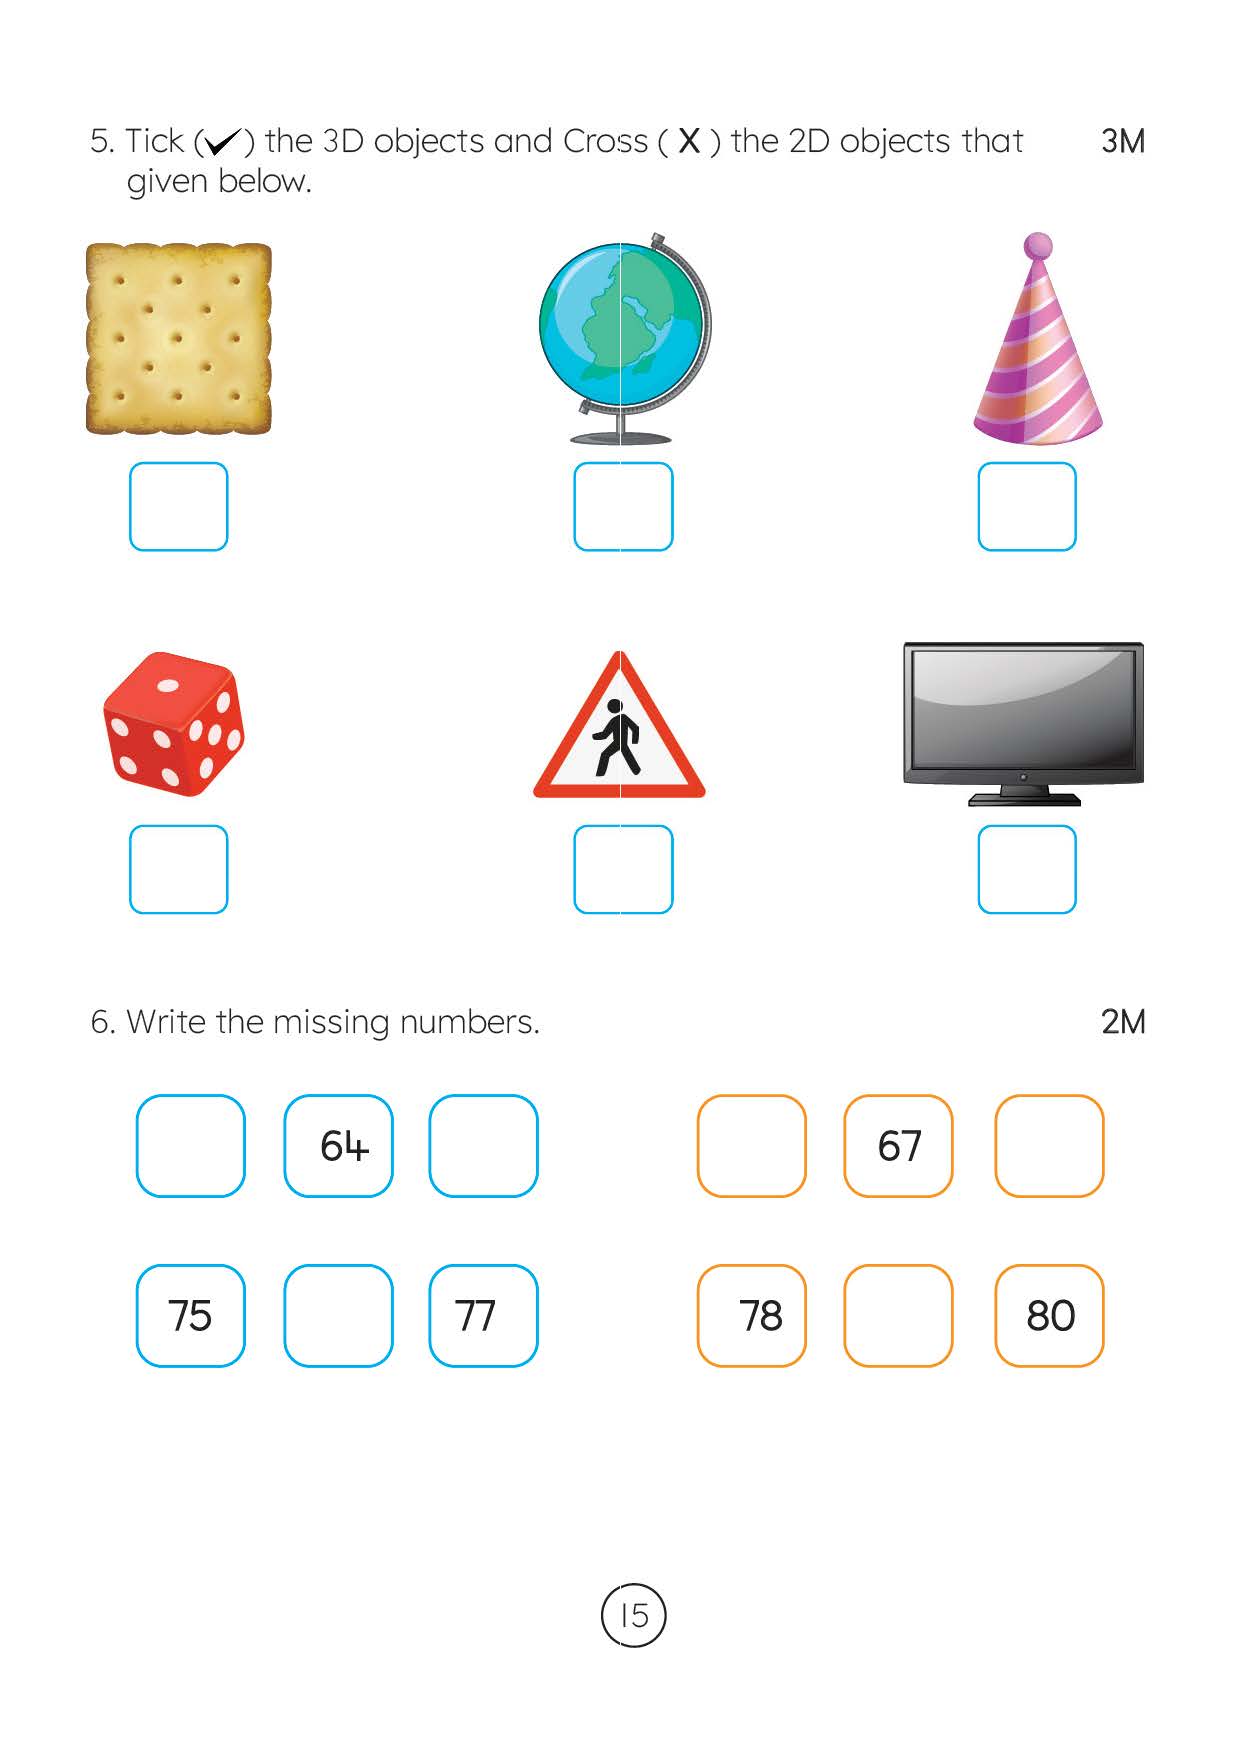 5. Tick (✓) the 3D objects and Cross ( X ) the 2D objects that 3M
given below.
6. Write the missing numbers. 2M
64 67
75 77 78 80
15